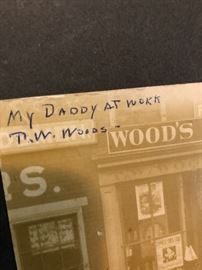 MY DADDY AT WORK
D.W. WOODS -
WOOD'S
RS.